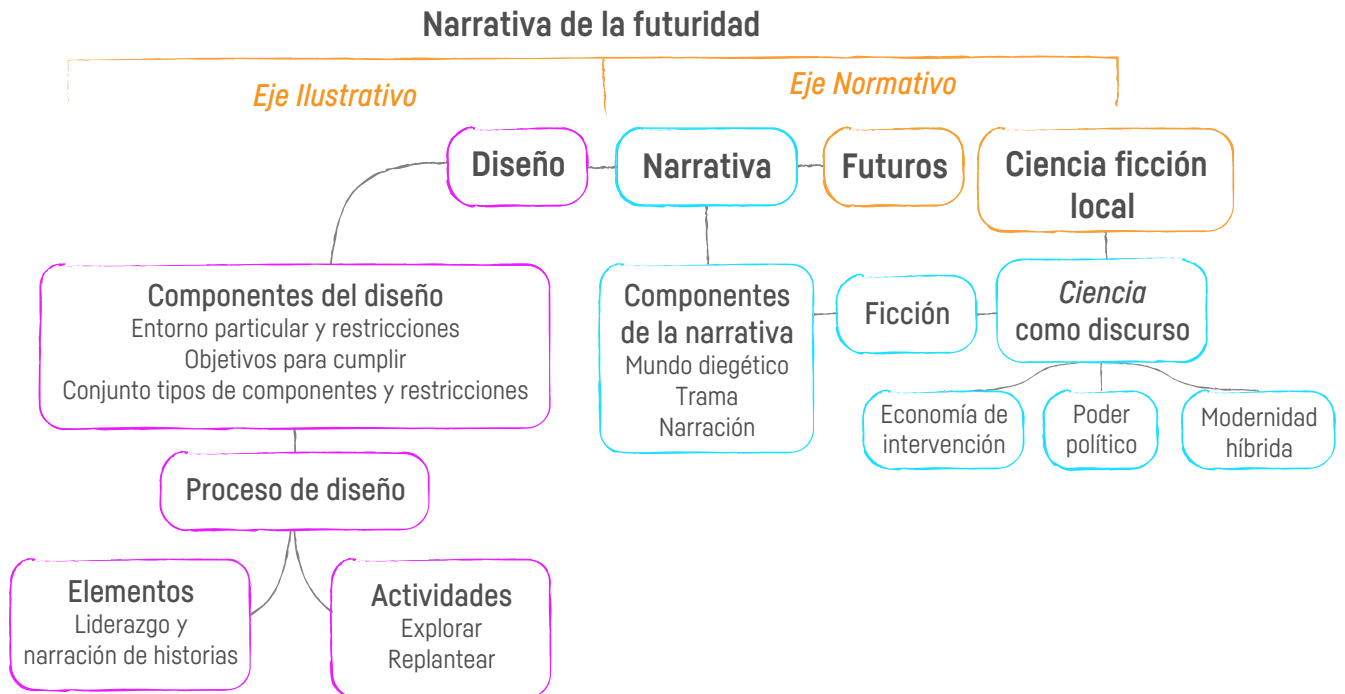 Narrativa de la futuridad
Eje Ilustrativo
Eje Normativo
Diseño
Narrativa
Futuros
Ciencia ficción
local
Componentes del diseño
Entorno particular y restricciones
Objetivos para cumplir
Conjunto tipos de componentes y restricciones
Componentes
de la narrativa
Mundo diegético
Trama
Narración
Ficción
Ciencia
como discurso
Economía de
intervención
Poder
político
Modernidad
híbrida
Proceso de diseño
Elementos
Liderazgo y
narración de historias
Actividades
Explorar
Replantear